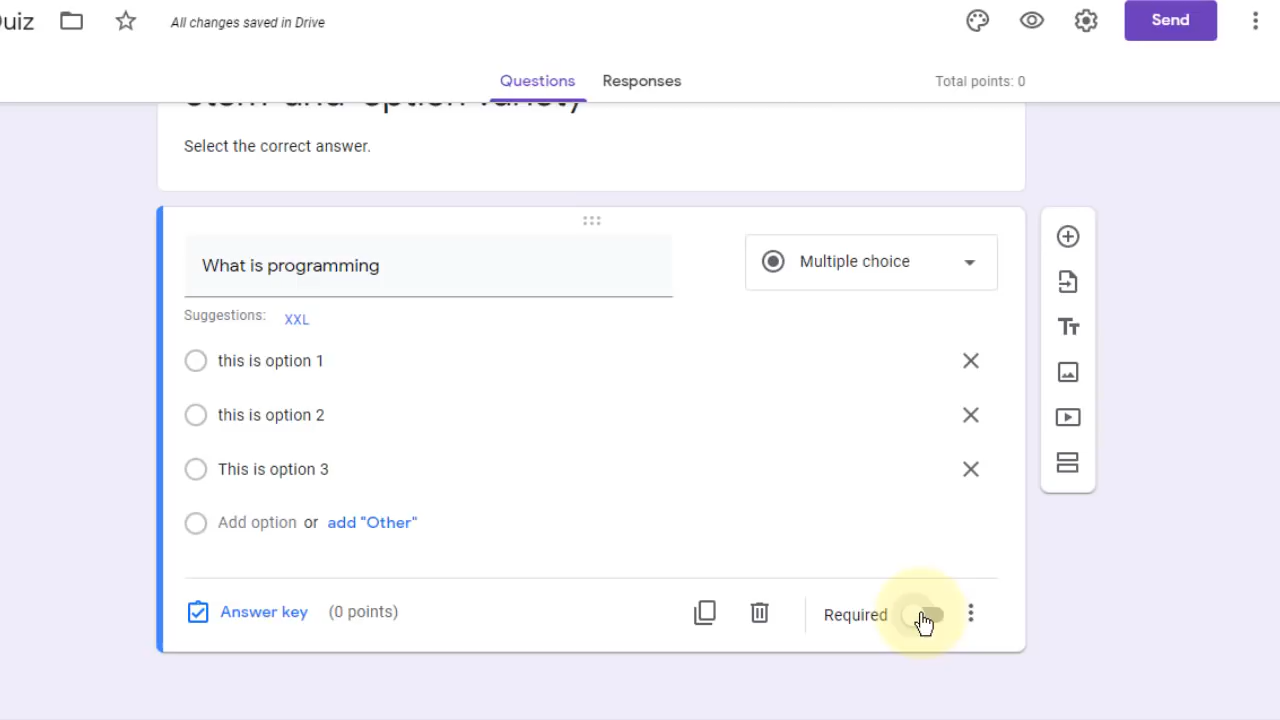 All changes saved in Drive
Send
Questions Responses Total points: 0
Select the correct answer.
What is programming
Multiple choice
Suggestions: XXL
this is option 1
this is option 2
This is option 3
Add option or add "Other"
Answer key (0 points) Required